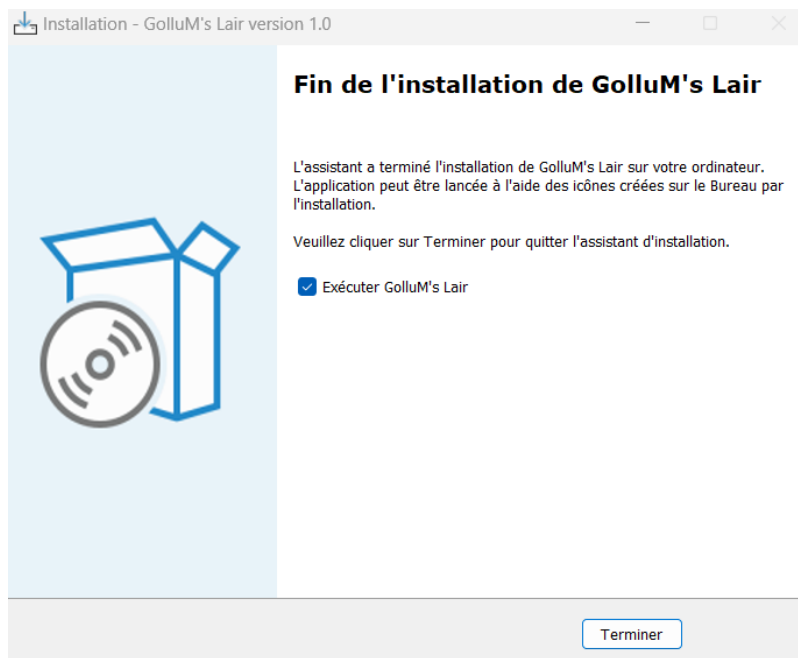 Installation - GolluM's Lair version 1.0
Fin de l'installation de GolluM's Lair
L'assistant a terminé l'installation de GolluM's Lair sur votre ordinateur.
L'application peut être lancée à l'aide des icônes créées sur le Bureau par
l'installation.
Veuillez cliquer sur Terminer pour quitter l'assistant d'installation.
Exécuter GolluM's Lair
Terminer